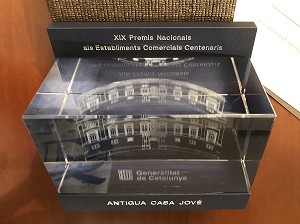 XIX Premis Nacionals
als Establiments Comercials Centenaris
Generalitat
de Catalunya
ANTIGUA CASA JOVÉ